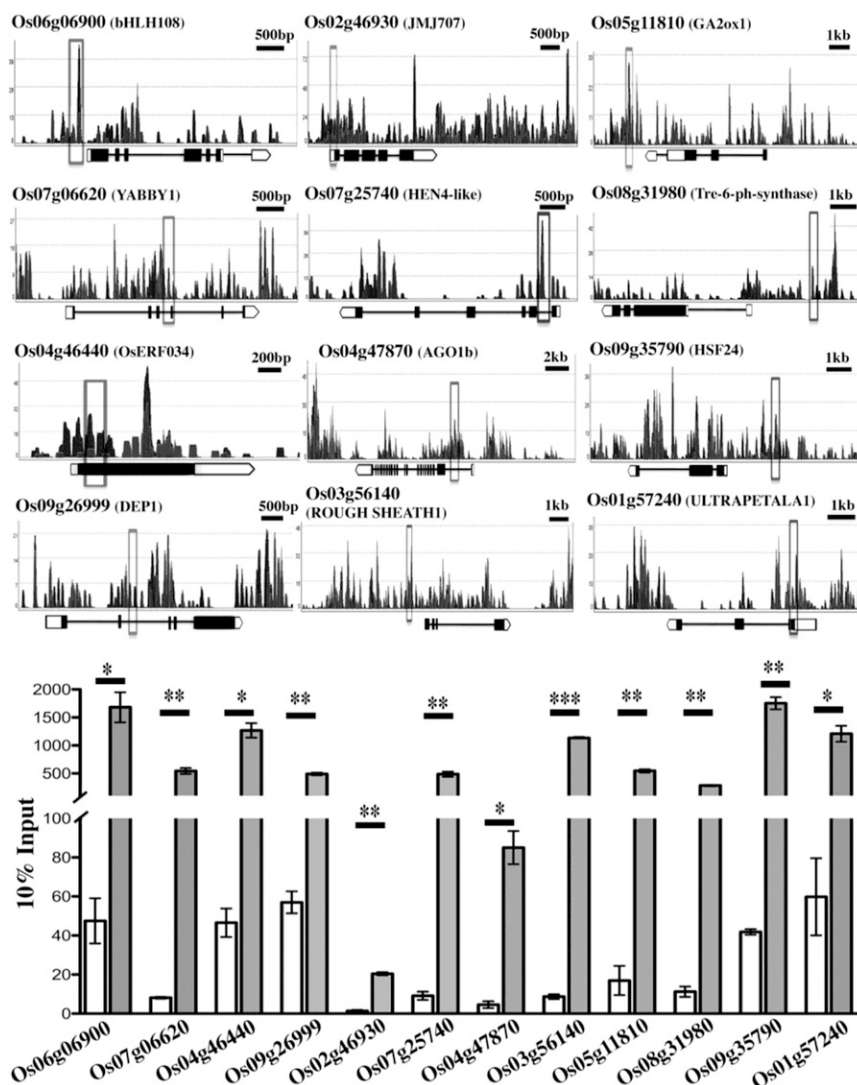 Os06g06900 (bHLH108)
500bp
Os02g46930 (JMJ707)
500bp
Os05g11810 (GA2ox1)
1kb
Os07g06620 (YABBY1)
500bp
Os07g25740 (HEN4-like)
500bp
Os08g31980 (Tre-6-ph-synthase)
1kb
Os04g46440 (OsERF034)
200bp
Os04g47870 (AGO1b)
2kb
Os09g35790 (HSF24)
1kb
Os09g26999 (DEP1)
500bp
Os03g56140
(ROUGH SHEATH1)
1kb
Os01g57240 (ULTRAPETALA1)
1kb
* ** * ** ** ** * *** ** ** ** *
2000
1500
1000
500
100
80
60
40
20
0
10% Input
Os06g06900
Os07g06620
Os04g46440
Os09g26999
Os02g46930
Os07g25740
Os04g47870
Os03g56140
Os05g11810
Os08g31980
Os09g35790
Os01g57240